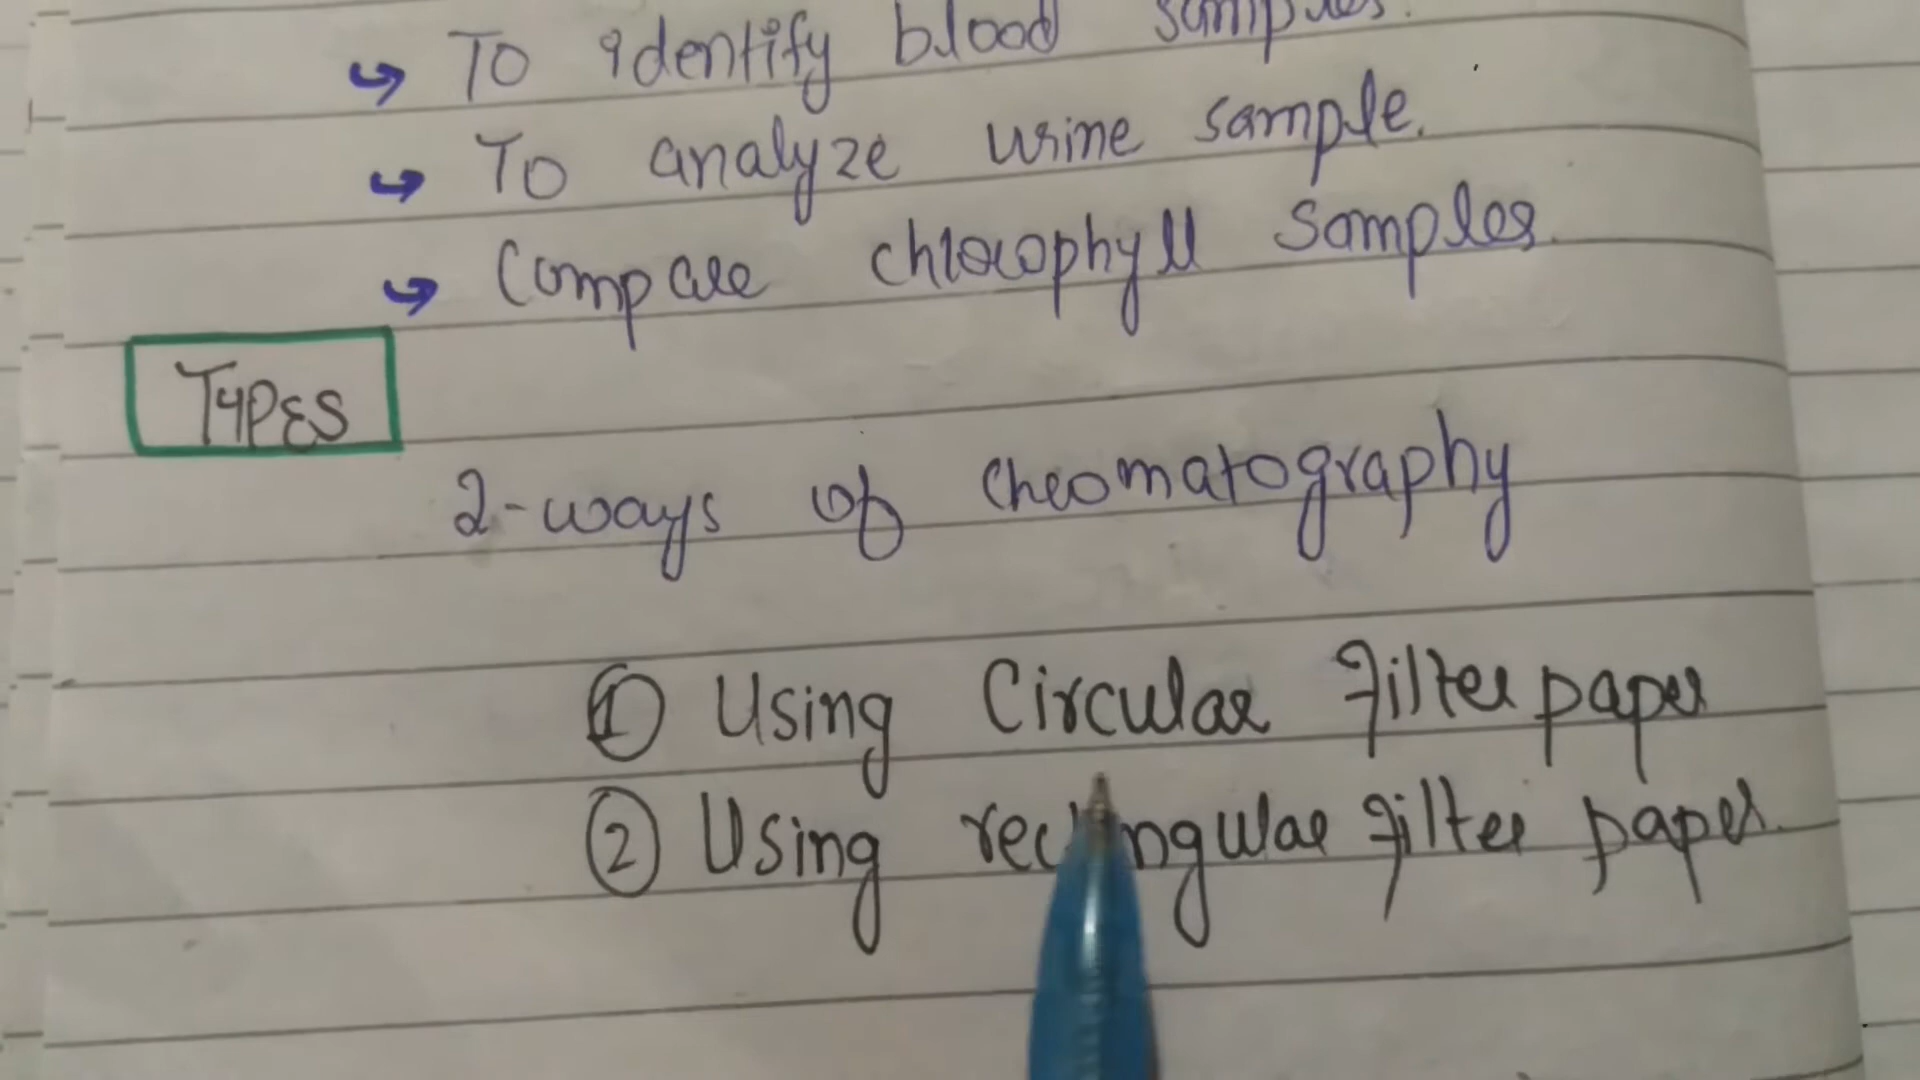 ↪ To identify blood samples.
↪ To analyze urine sample.
↪ Compare chlorophyll samples.
TYPES
2-ways of chromatography
① Using Circular Filter paper
② Using rectangular filter paper.